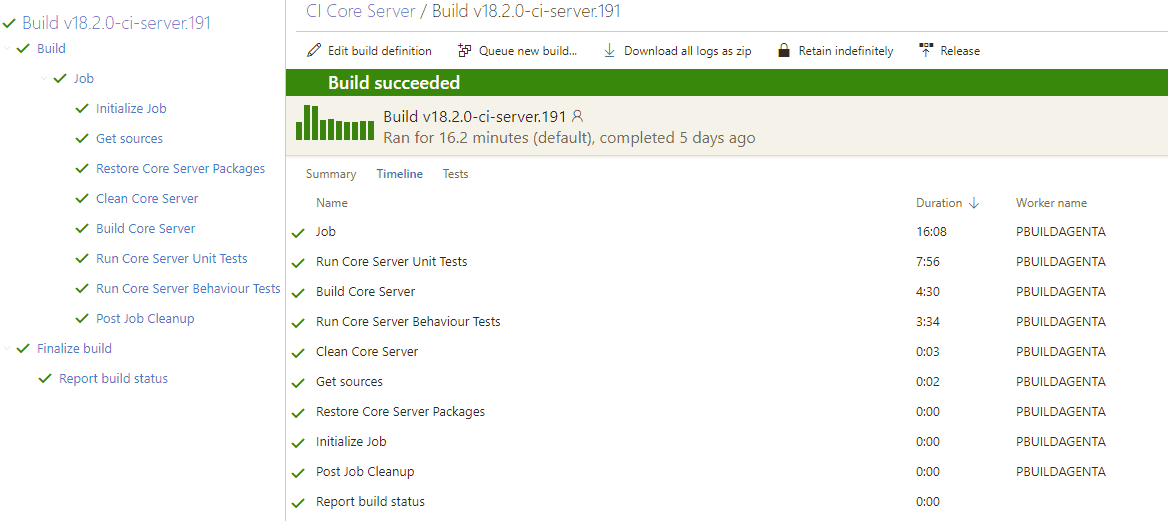 Build v18.2.0-ci-server.191
Build
Job
Initialize Job
Get sources
Restore Core Server Packages
Clean Core Server
Build Core Server
Run Core Server Unit Tests
Run Core Server Behaviour Tests
Post Job Cleanup
Finalize build
Report build status
CI Core Server / Build v18.2.0-ci-server.191
Edit build definition Queue new build... Download all logs as zip Retain indefinitely Release
Build succeeded
Build v18.2.0-ci-server.191
Ran for 16.2 minutes (default), completed 5 days ago
Summary Timeline Tests
Name Duration Worker name
Job 16:08 PBUILDAGENTA
Run Core Server Unit Tests 7:56 PBUILDAGENTA
Build Core Server 4:30 PBUILDAGENTA
Run Core Server Behaviour Tests 3:34 PBUILDAGENTA
Clean Core Server 0:03 PBUILDAGENTA
Get sources 0:02 PBUILDAGENTA
Restore Core Server Packages 0:00 PBUILDAGENTA
Initialize Job 0:00 PBUILDAGENTA
Post Job Cleanup 0:00 PBUILDAGENTA
Report build status 0:00